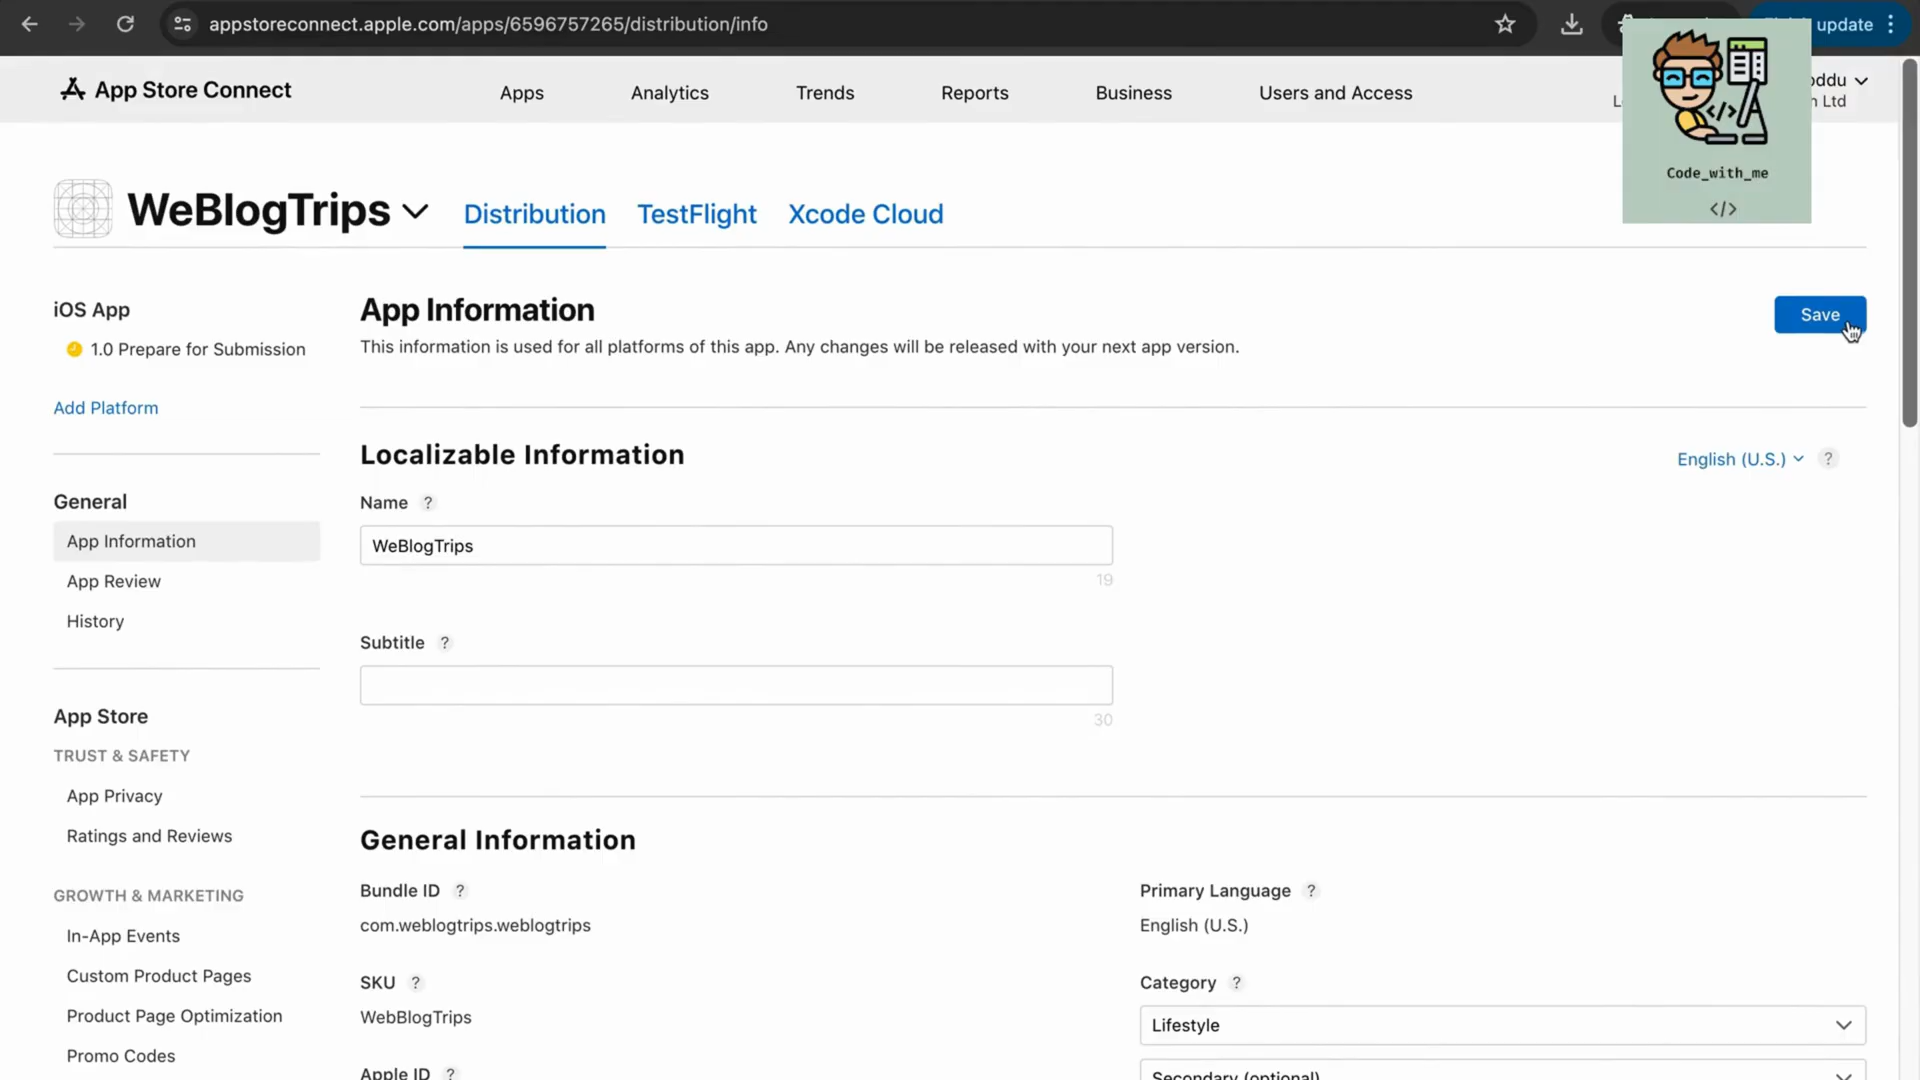 appstoreconnect.apple.com/apps/6596757265/distribution/info
update
App Store Connect
Apps
Analytics
Trends
Reports
Business
Users and Access
ddu
Ltd
Code_with_me
</>
WeBlogTrips
Distribution
TestFlight
Xcode Cloud
iOS App
1.0 Prepare for Submission
Add Platform
General
App Information
App Review
History
App Store
TRUST & SAFETY
App Privacy
Ratings and Reviews
GROWTH & MARKETING
In-App Events
Custom Product Pages
Product Page Optimization
Promo Codes
App Information
Save
This information is used for all platforms of this app. Any changes will be released with your next app version.
Localizable Information
English (U.S.) ?
Name ?
WeBlogTrips
19
Subtitle ?
30
General Information
Bundle ID ?
com.weblogtrips.weblogtrips
SKU ?
WebBlogTrips
Apple ID ?
Primary Language ?
English (U.S.)
Category ?
Lifestyle
Secondary (optional)